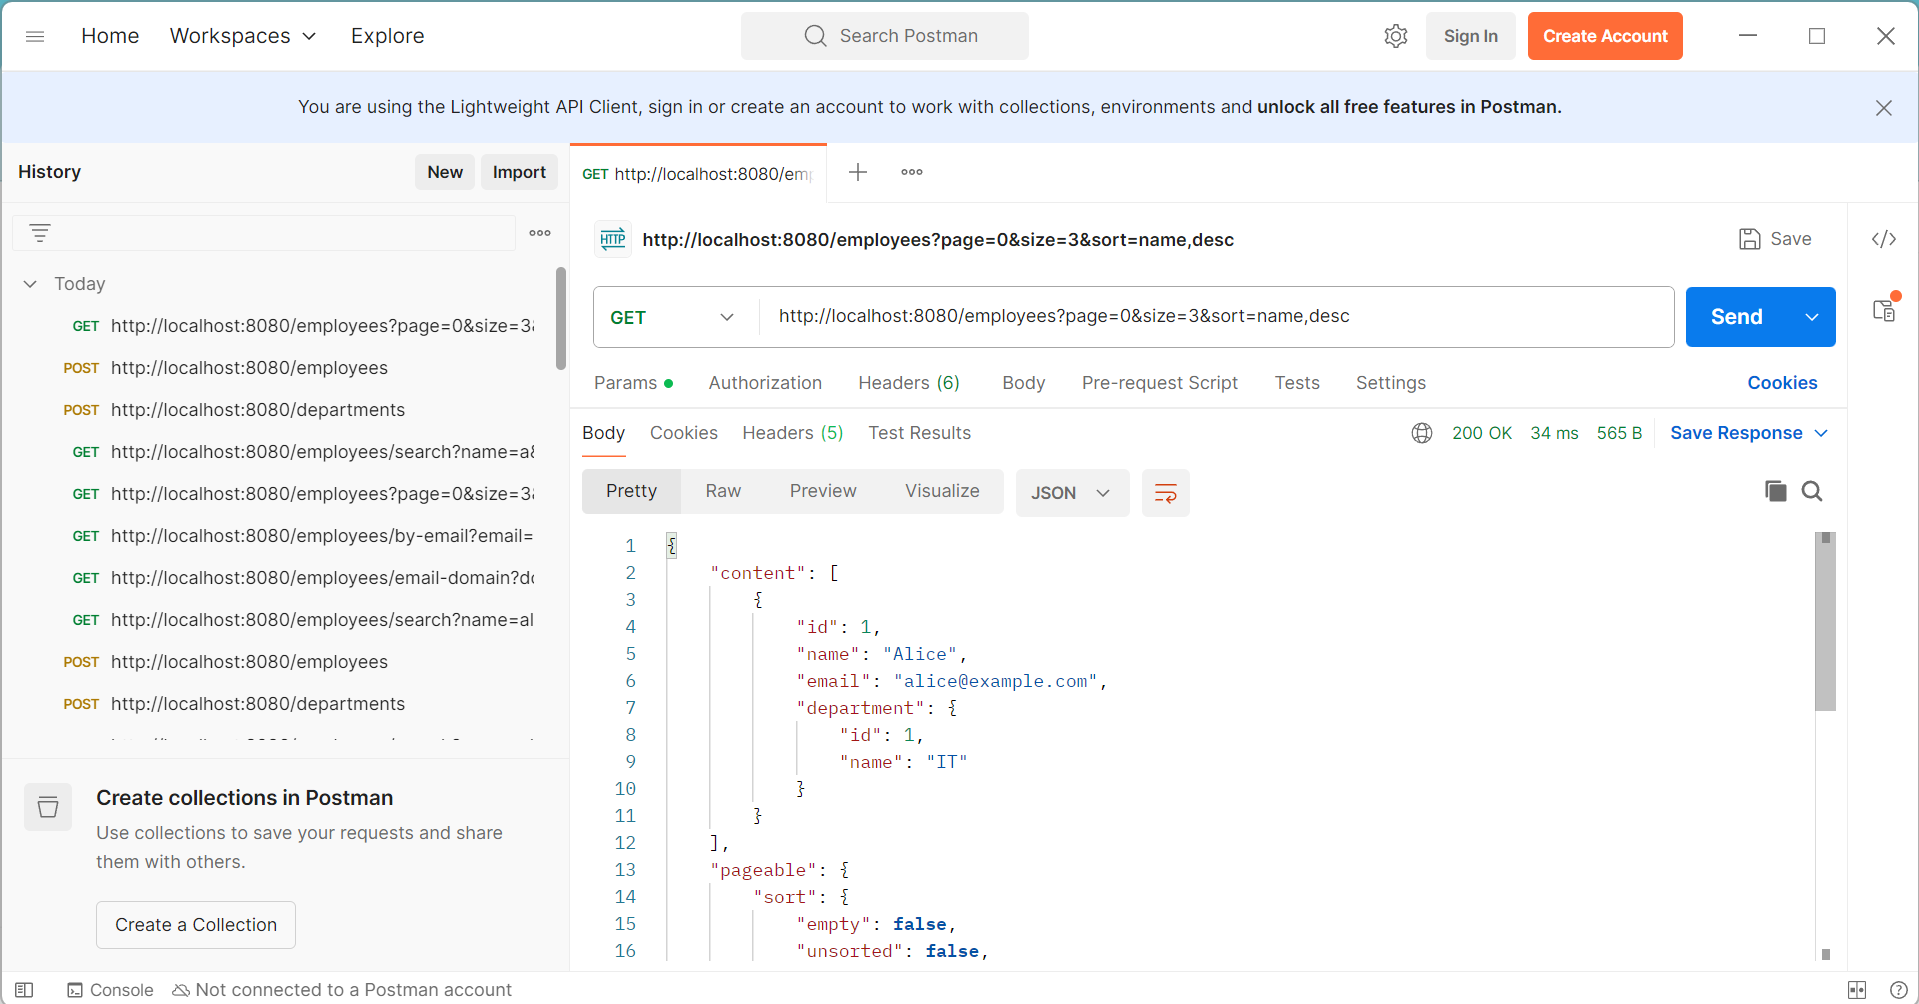 Home Workspaces Explore Search Postman Sign In Create Account
You are using the Lightweight API Client, sign in or create an account to work with collections, environments and unlock all free features in Postman.
History New Import
GET http://localhost:8080/emp
http://localhost:8080/employees?page=0&size=3&sort=name,desc Save
Today
GET http://localhost:8080/employees?page=0&size=3&
POST http://localhost:8080/employees
POST http://localhost:8080/departments
GET http://localhost:8080/employees/search?name=a&
GET http://localhost:8080/employees?page=0&size=3&
GET http://localhost:8080/employees/by-email?email=
GET http://localhost:8080/employees/email-domain?do
GET http://localhost:8080/employees/search?name=al
POST http://localhost:8080/employees
POST http://localhost:8080/departments
Create collections in Postman
Use collections to save your requests and share
them with others.
Create a Collection
GET http://localhost:8080/employees?page=0&size=3&sort=name,desc Send
Params Authorization Headers (6) Body Pre-request Script Tests Settings Cookies
Body Cookies Headers (5) Test Results 200 OK 34 ms 565 B Save Response
Pretty Raw Preview Visualize JSON
1 {
2 "content": [
3 {
4 "id": 1,
5 "name": "Alice",
6 "email": "alice@example.com",
7 "department": {
8 "id": 1,
9 "name": "IT"
10 }
11 }
12 ],
13 "pageable": {
14 "sort": {
15 "empty": false,
16 "unsorted": false,
Console Not connected to a Postman account